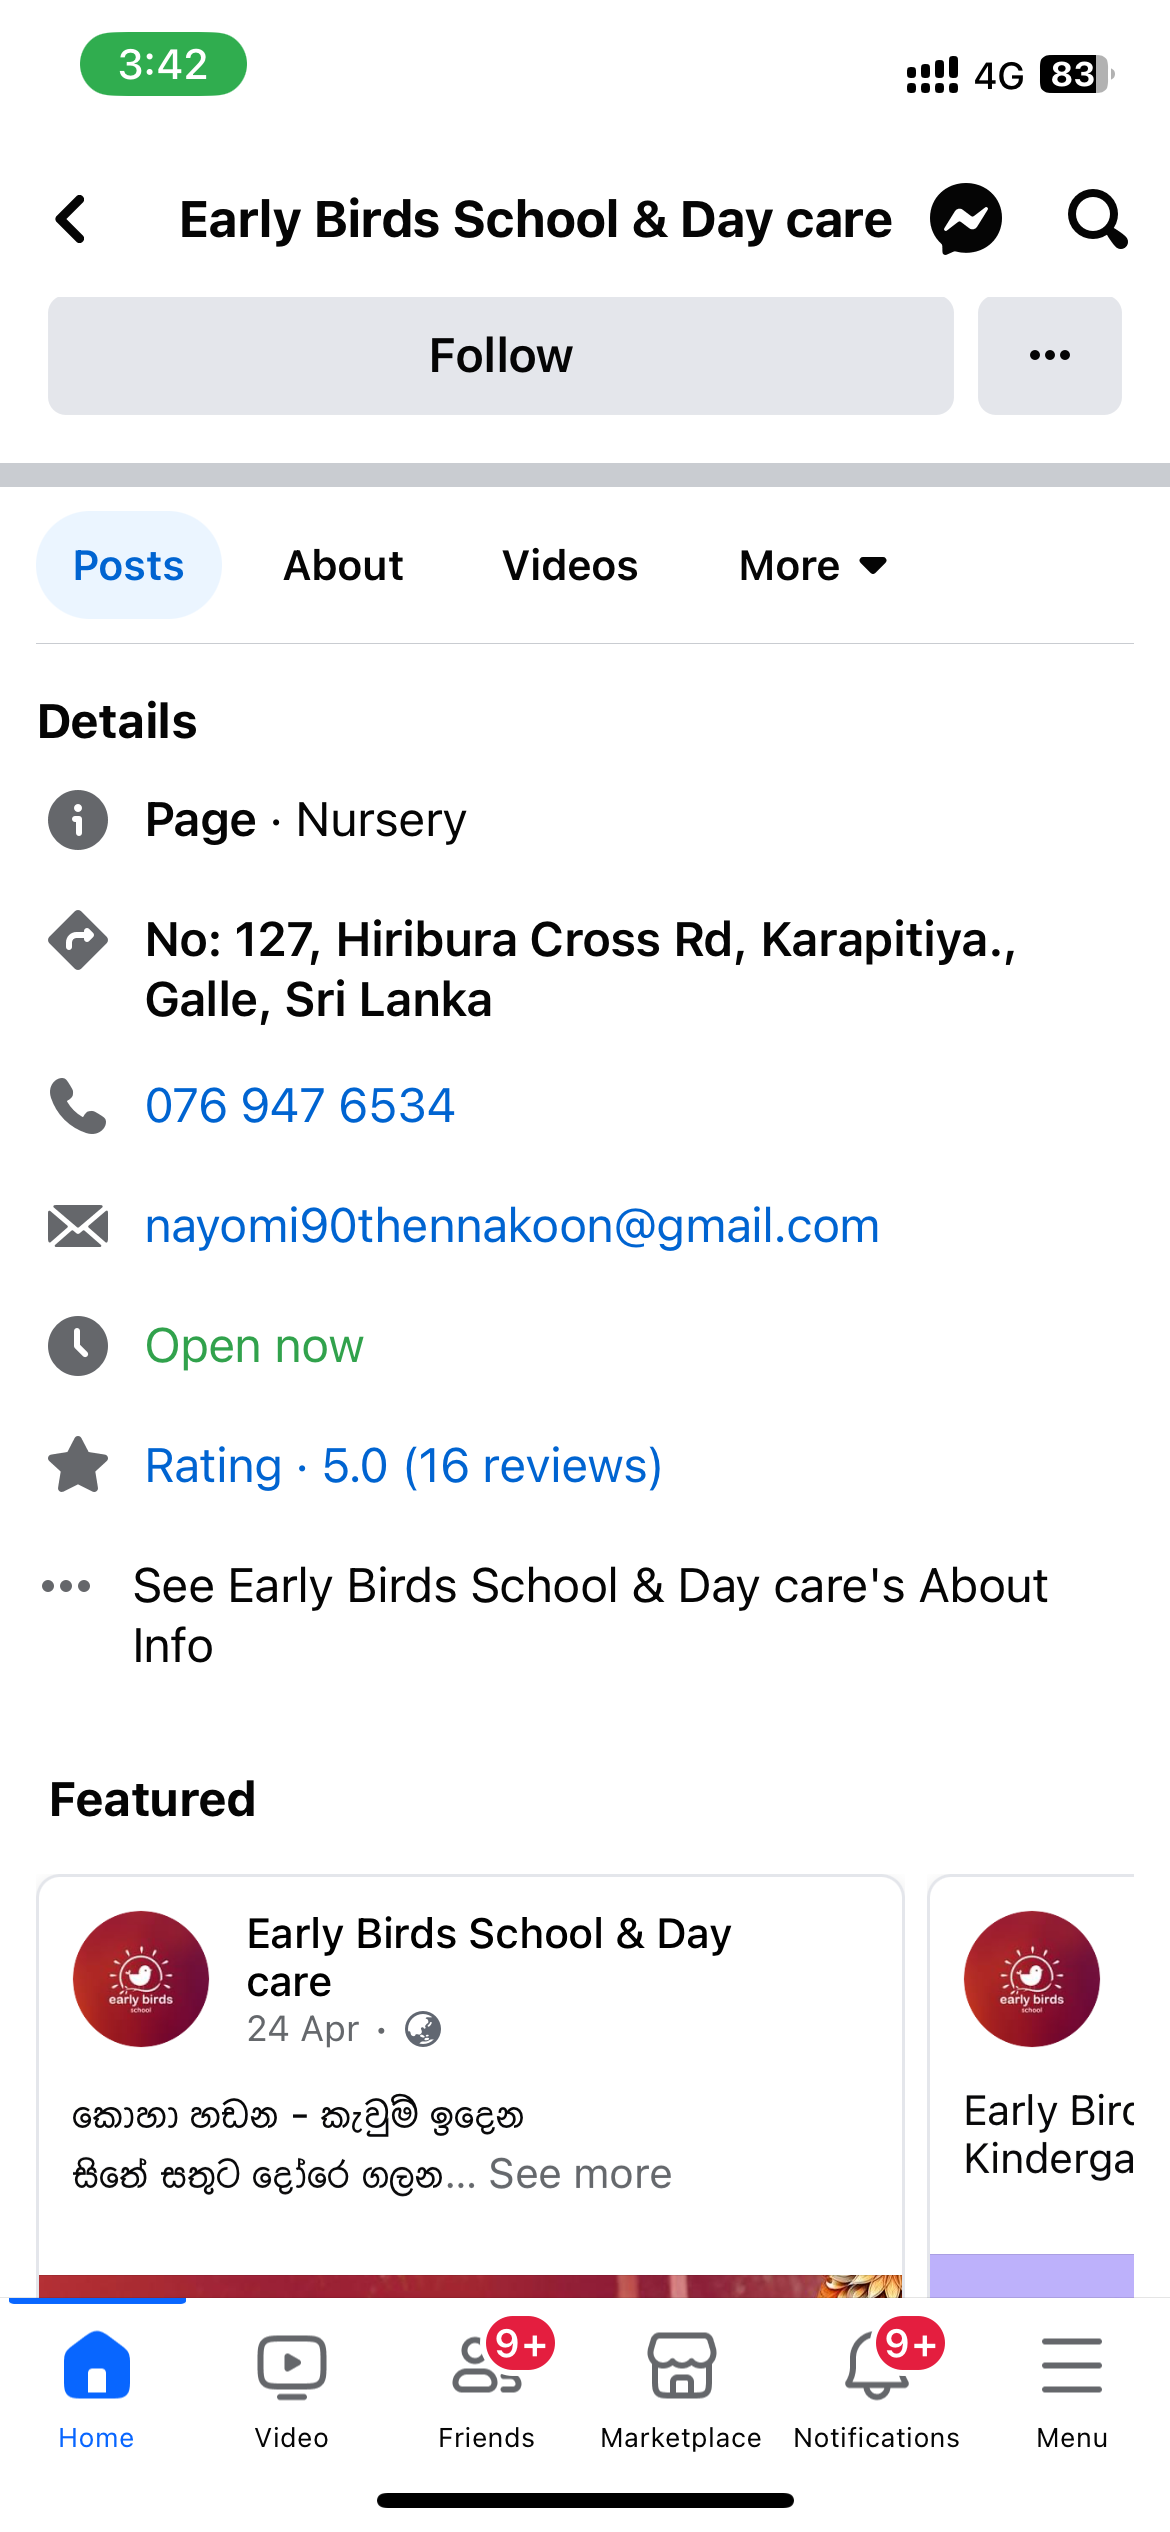 3:42
4G 83
Early Birds School & Day care
Follow
Posts About Videos More
Details
Page · Nursery
No: 127, Hiribura Cross Rd, Karapitiya.,
Galle, Sri Lanka
076 947 6534
nayomi90thennakoon@gmail.com
Open now
Rating · 5.0 (16 reviews)
See Early Birds School & Day care's About
Info
Featured
early birds
school
Early Birds School & Day
care
24 Apr ·
කොහා හඬන – කැවුම් ඉදෙන
සිතේ සතුට දෝරෙ ගලන... See more
early birds
school
Early Bird
Kinderga
9+ 9+
Home Video Friends Marketplace Notifications Menu